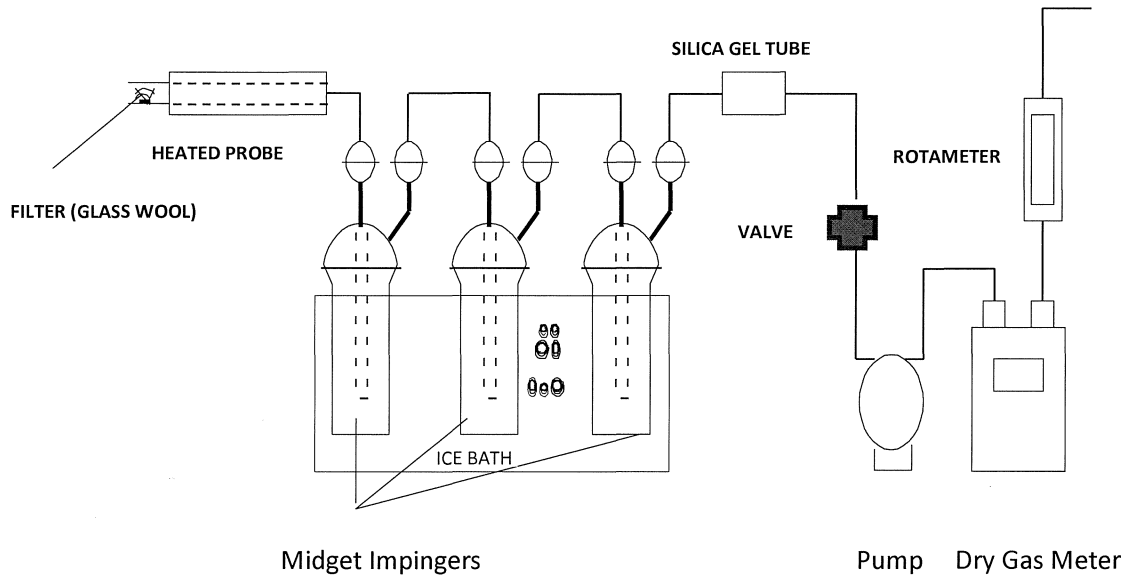 SILICA GEL TUBE
HEATED PROBE
ROTAMETER
FILTER (GLASS WOOL)
VALVE
ICE BATH
Midget Impingers
Pump
Dry Gas Meter